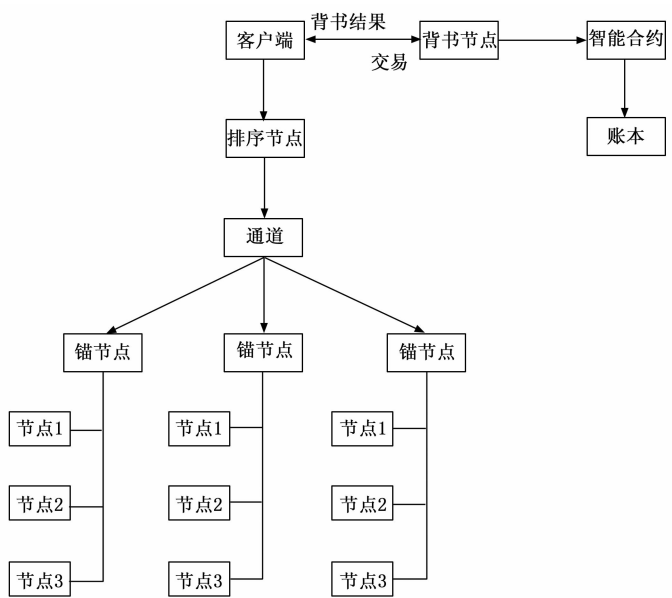 背书结果
客户端
背书节点
智能合约
交易
排序节点
账本
通道
锚节点
锚节点
锚节点
节点1
节点1
节点1
节点2
节点2
节点2
节点3
节点3
节点3